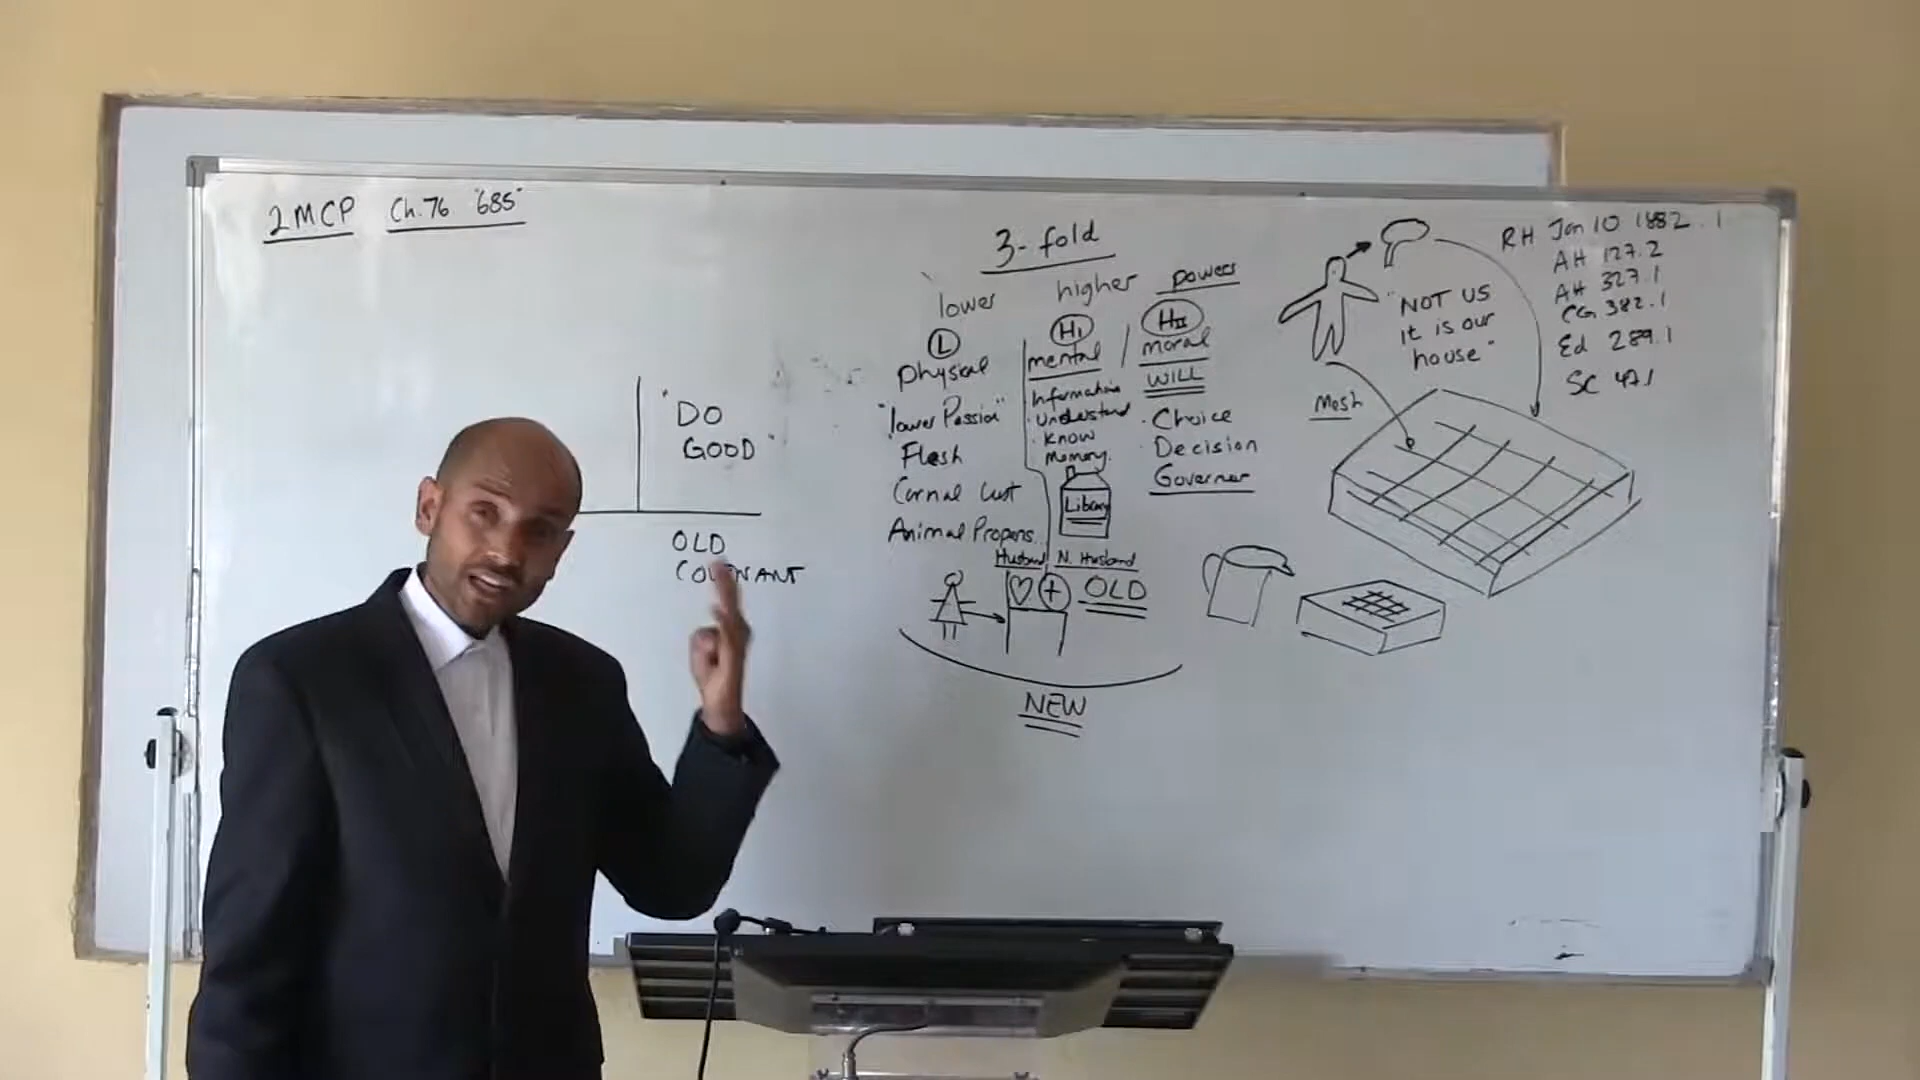 2MCP Ch.76 "685"
"DO
GOOD"
OLD
COVENANT
3-fold
lower higher powers
L
Physical
"lower Passion"
Flesh
Carnal Lust
Animal Propens..
HI
mental
Information
Understand
Know
Memory.
Library
HII
moral
WILL
Choice
Decision
Governer
Husband N. Husband
OLD
NEW
"NOT US
it is our
house"
Mesh
RH Jan 10 1882.1
AH 127.2
AH 327.1
CG 382.1
Ed 289.1
SC 47.1